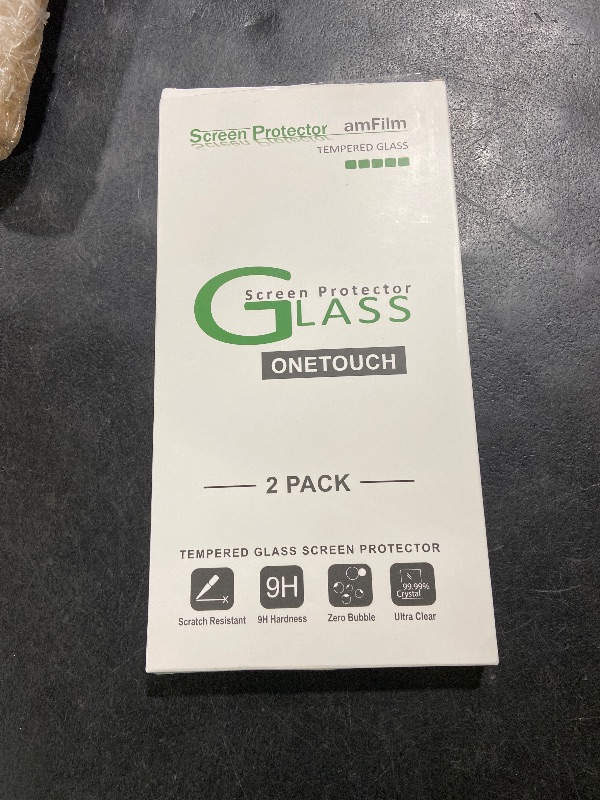 Screen Protector amFilm
TEMPERED GLASS
Screen Protector
GLASS
ONETOUCH
2 PACK
TEMPERED GLASS SCREEN PROTECTOR
9H
99.99%
Crystal
Scratch Resistant 9H Hardness Zero Bubble Ultra Clear